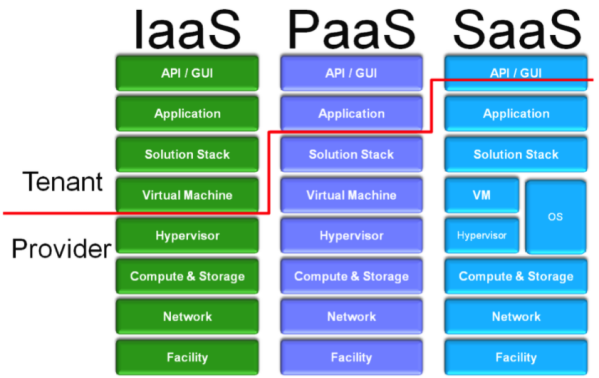 IaaS PaaS SaaS
API / GUI API / GUI API / GUI
Application Application Application
Solution Stack Solution Stack Solution Stack
Tenant
Virtual Machine Virtual Machine VM
OS
Provider
Hypervisor Hypervisor Hypervisor
Compute & Storage Compute & Storage Compute & Storage
Network Network Network
Facility Facility Facility